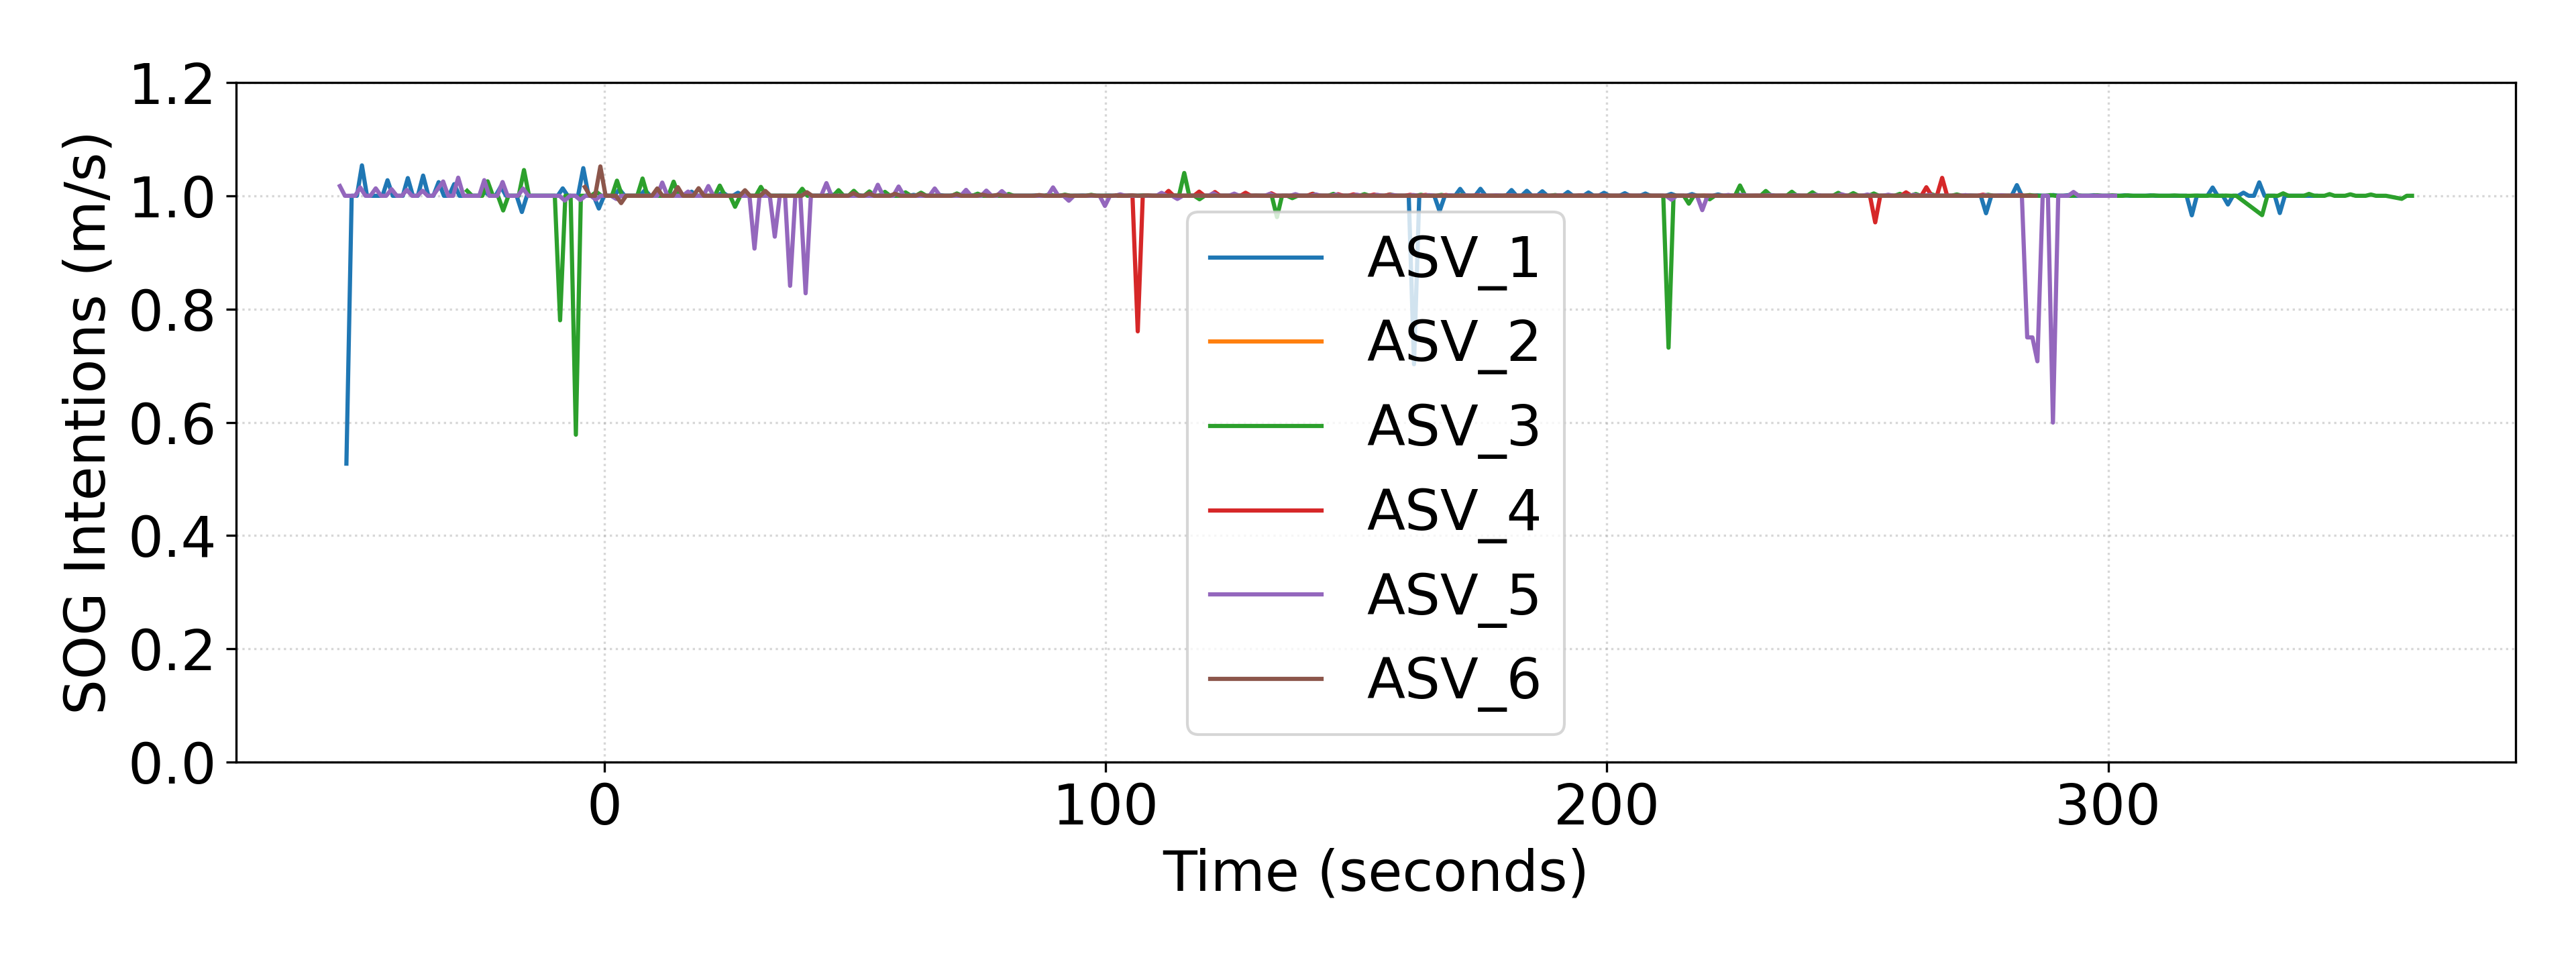 SOG Intentions (m/s)
1.2
1.0
0.8
0.6
0.4
0.2
0.0
ASV_1
ASV_2
ASV_3
ASV_4
ASV_5
ASV_6
0 100 200 300
Time (seconds)